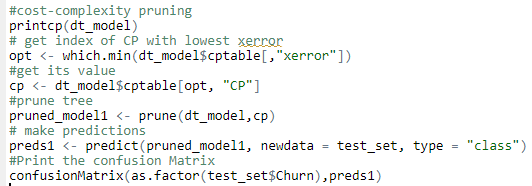 #cost-complexity pruning
printcp(dt_model)
# get index of CP with lowest xerror
opt <- which.min(dt_model$cptable[,"xerror"])
#get its value
cp <- dt_model$cptable[opt, "CP"]
#prune tree
pruned_model1 <- prune(dt_model,cp)
# make predictions
preds1 <- predict(pruned_model1, newdata = test_set, type = "class")
#Print the confusion Matrix
confusionMatrix(as.factor(test_set$Churn),preds1)